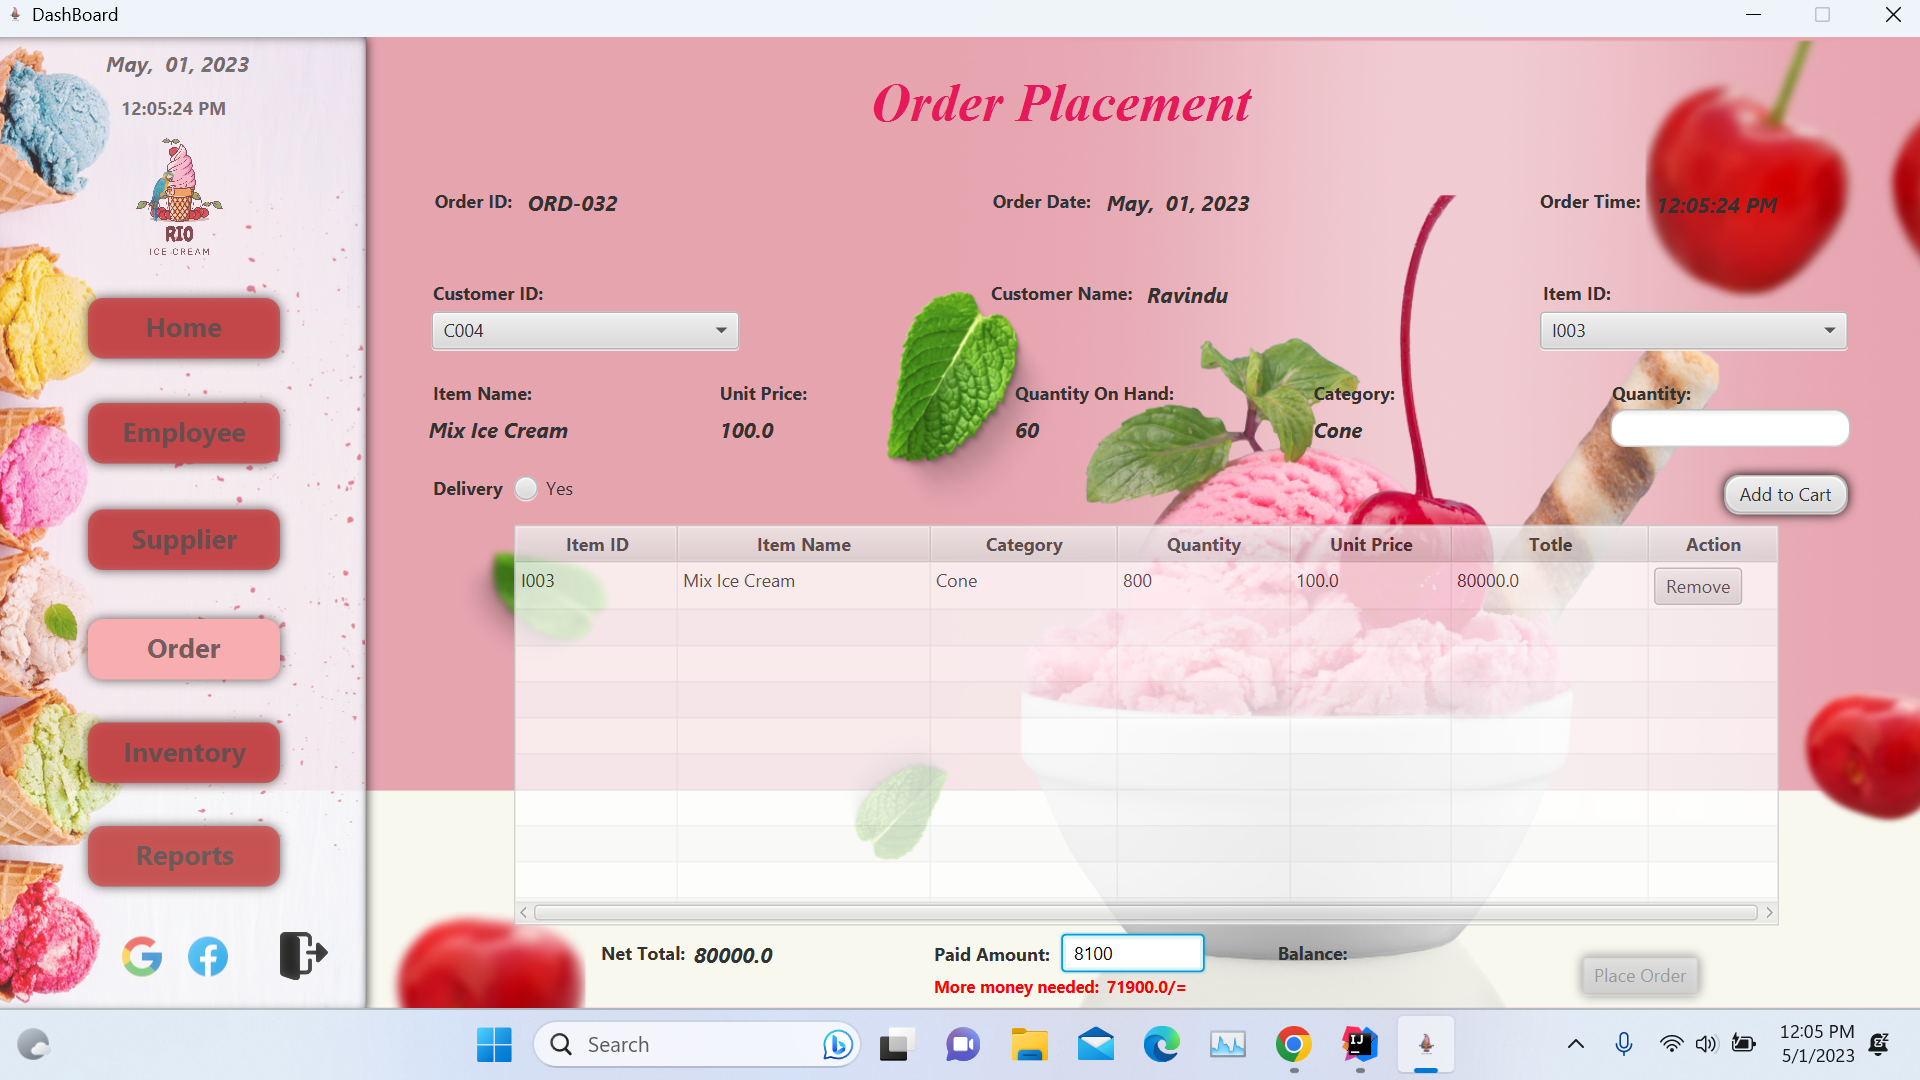 DashBoard
May, 01, 2023
12:05:24 PM
RIO
ICE CREAM
Home
Employee
Supplier
Order
Inventory
Reports
Order Placement
Order ID: ORD-032
Order Date: May, 01, 2023
Order Time: 12:05:24 PM
Customer ID:
C004
Customer Name: Ravindu
Item ID:
I003
Item Name:
Mix Ice Cream
Unit Price:
100.0
Quantity On Hand:
60
Category:
Cone
Quantity:
Delivery Yes
Add to Cart
Item ID Item Name Category Quantity Unit Price Totle Action
I003 Mix Ice Cream Cone 800 100.0 80000.0 Remove
Net Total: 80000.0
Paid Amount: 8100
More money needed: 71900.0/=
Balance:
Place Order
Search
IJ
12:05 PM
5/1/2023